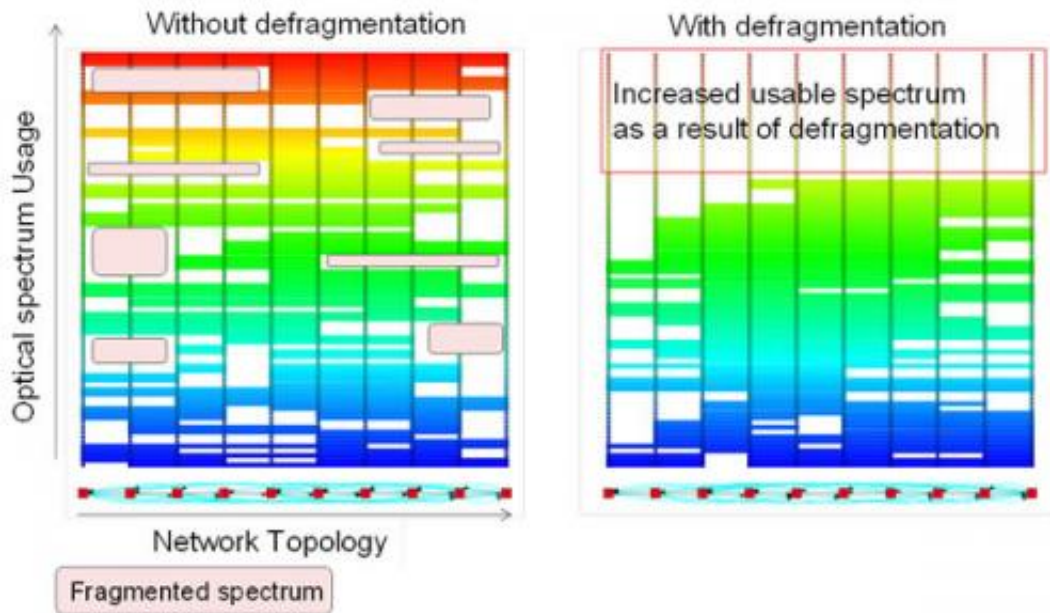 Without defragmentation
With defragmentation
Increased usable spectrum
as a result of defragmentation
Optical spectrum Usage
Network Topology
Fragmented spectrum